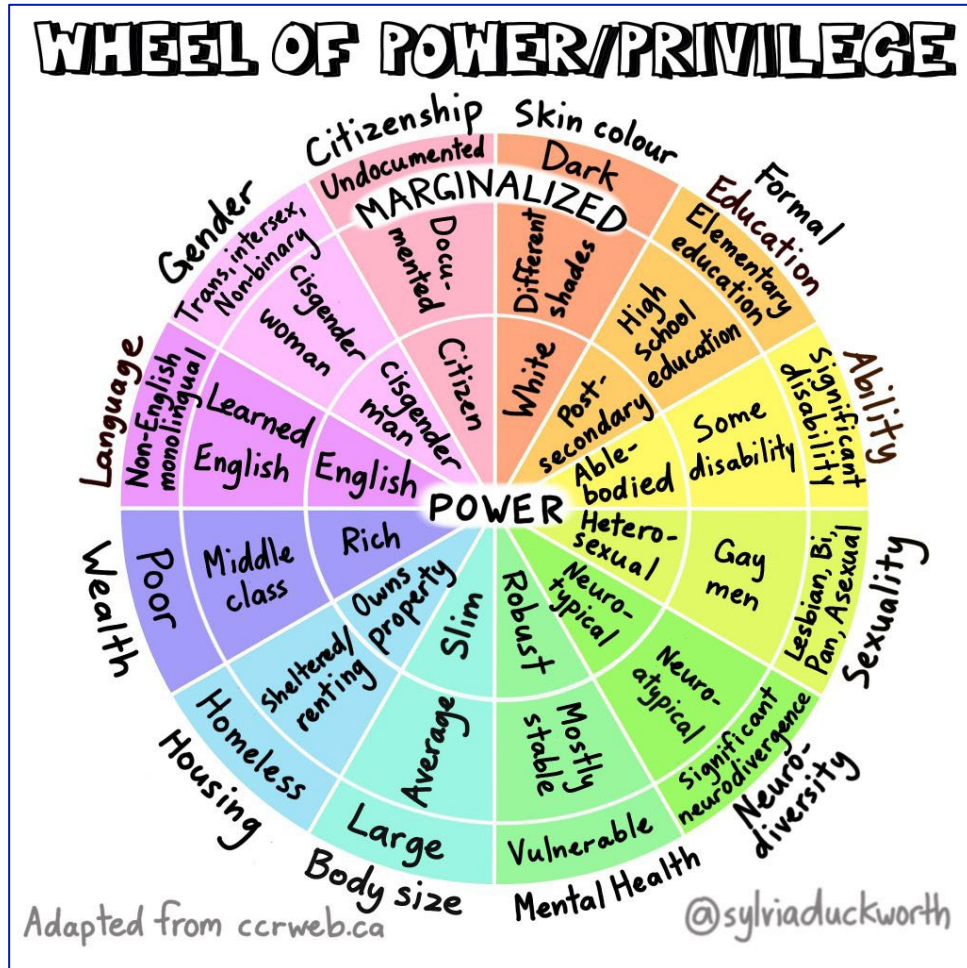 WHEEL OF POWER/PRIVILEGE
Citizenship
Undocumented
Docu-
mented
Citizen
Skin colour
Dark
Different
shades
White
Formal
Education
Elementary
education
High
school
education
Post-
secondary
Ability
Significant
disability
Some
disability
Able-
bodied
Sexuality
Lesbian, Bi,
Pan, Asexual
Gay
men
Hetero-
sexual
Neuro-
diversity
Significant
neurodivergence
Neuro-
atypical
Neuro-
typical
Mental Health
Vulnerable
Mostly
stable
Robust
Body size
Large
Average
Slim
Housing
Homeless
Sheltered/
renting
Owns
property
Wealth
Poor
Middle
class
Rich
Language
Non-English
monolingual
Learned
English
English
Gender
Trans, intersex,
Non-binary
cisgender
woman
cisgender
man
MARGINALIZED
POWER
Adapted from ccrweb.ca
@sylviaduckworth